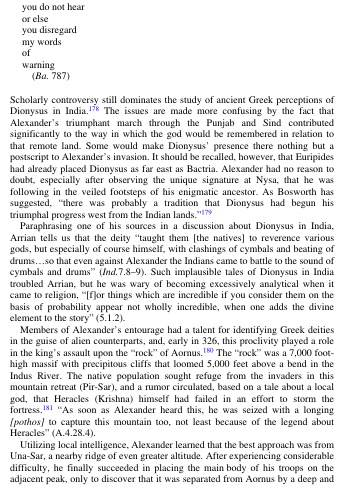 you do not hear
or else
you disregard
my words
of
warning
(Ba. 787)
Scholarly controversy still dominates the study of ancient Greek perceptions of
Dionysus in India.178 The issues are made more confusing by the fact that
Alexander's triumphant march through the Punjab and Sind contributed
significantly to the way in which the god would be remembered in relation to
that remote land. Some would make Dionysus' presence there nothing but a
postscript to Alexander's invasion. It should be recalled, however, that Euripides
had already placed Dionysus as far east as Bactria. Alexander had no reason to
doubt, especially after observing the unique signature at Nysa, that he was
following in the veiled footsteps of his enigmatic ancestor. As Bosworth has
suggested, “there was probably a tradition that Dionysus had begun his
triumphal progress west from the Indian lands.”179
Paraphrasing one of his sources in a discussion about Dionysus in India,
Arrian tells us that the deity “taught them [the natives] to reverence various
gods, but especially of course himself, with clashings of cymbals and beating of
drums…so that even against Alexander the Indians came to battle to the sound of
cymbals and drums” (Ind.7.8–9). Such implausible tales of Dionysus in India
troubled Arrian, but he was wary of becoming excessively analytical when it
came to religion, “[f]or things which are incredible if you consider them on the
basis of probability appear not wholly incredible, when one adds the divine
element to the story” (5.1.2).
Members of Alexander's entourage had a talent for identifying Greek deities
in the guise of alien counterparts, and, early in 326, this proclivity played a role
in the king's assault upon the “rock” of Aornus.180 The “rock” was a 7,000 foot-
high massif with precipitous cliffs that loomed 5,000 feet above a bend in the
Indus River. The native population sought refuge from the invaders in this
mountain retreat (Pir-Sar), and a rumor circulated, based on a tale about a local
god, that Heracles (Krishna) himself had failed in an effort to storm the
fortress.181 “As soon as Alexander heard this, he was seized with a longing
[pothos] to capture this mountain too, not least because of the legend about
Heracles” (A.4.28.4).
Utilizing local intelligence, Alexander learned that the best approach was from
Una-Sar, a nearby ridge of even greater altitude. After experiencing considerable
difficulty, he finally succeeded in placing the main body of his troops on the
adjacent peak, only to discover that it was separated from Aornus by a deep and